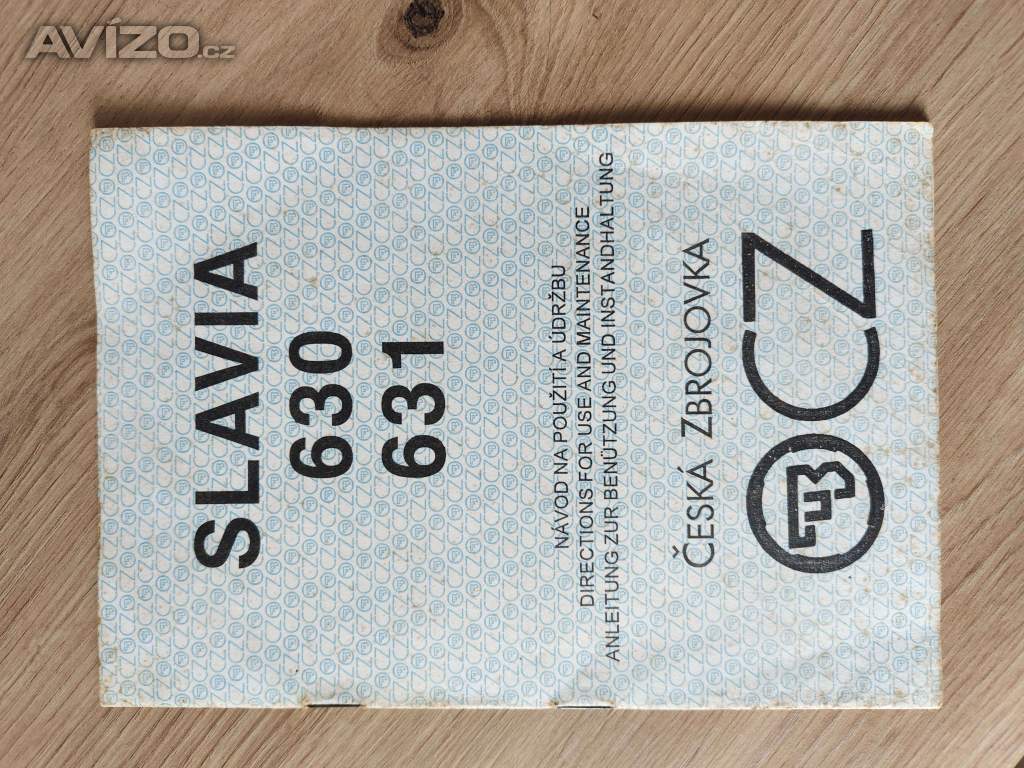 AVÍZO.cz
SLAVIA
630
631
NÁVOD NA POUŽITÍ A ÚDRŽBU
DIRECTIONS FOR USE AND MAINTENANCE
ANLEITUNG ZUR BENÜTZUNG UND INSTANDHALTUNG
ČESKÁ ZBROJOVKA
CZ